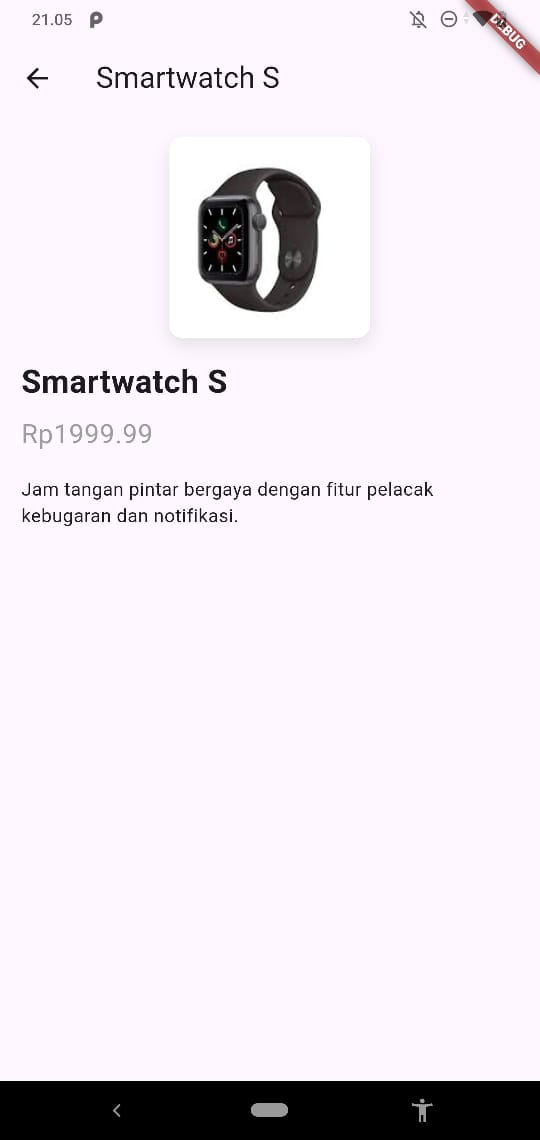 21.05
DEBUG
Smartwatch S
Smartwatch S
Rp1999.99
Jam tangan pintar bergaya dengan fitur pelacak
kebugaran dan notifikasi.